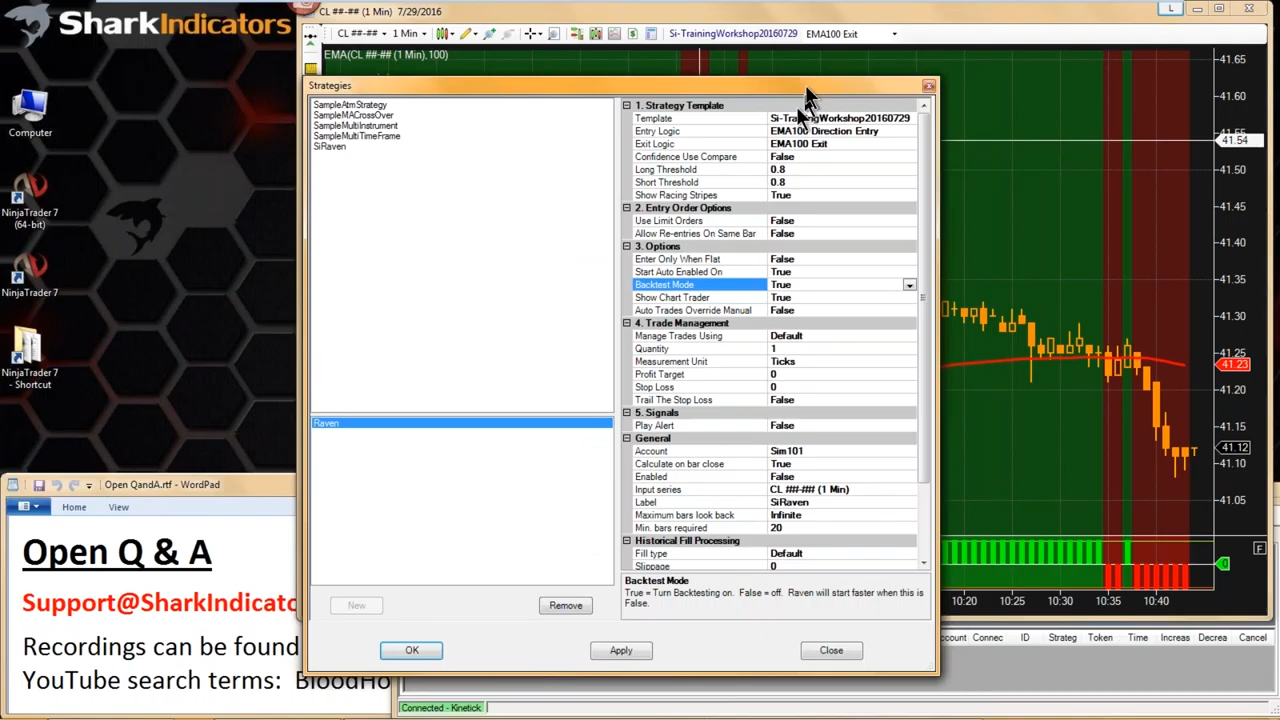 SharkIndicators
Computer
NinjaTrader 7
(64-bit)
NinjaTrader 7
NinjaTrader 7
- Shortcut
CL ##-## (1 Min) 7/29/2016
L
CL ##-##
1 Min
Si-TrainingWorkshop20160729
EMA100 Exit
EMA(CL ##-## (1 Min),100)
Strategies
SampleAtmStrategy
SampleMACrossOver
SampleMultiInstrument
SampleMultiTimeFrame
SiRaven
Raven
New
Remove
1. Strategy Template
Template Si-TrainingWorkshop20160729
Entry Logic EMA100 Direction Entry
Exit Logic EMA100 Exit
Confidence Use Compare False
Long Threshold 0.8
Short Threshold 0.8
Show Racing Stripes True
2. Entry Order Options
Use Limit Orders False
Allow Re-entries On Same Bar False
3. Options
Enter Only When Flat False
Start Auto Enabled On True
Backtest Mode True
Show Chart Trader True
Auto Trades Override Manual False
4. Trade Management
Manage Trades Using Default
Quantity 1
Measurement Unit Ticks
Profit Target 0
Stop Loss 0
Trail The Stop Loss False
5. Signals
Play Alert False
General
Account Sim101
Calculate on bar close True
Enabled False
Input series CL ##-## (1 Min)
Label SiRaven
Maximum bars look back Infinite
Min. bars required 20
Historical Fill Processing
Fill type Default
Slippage 0
Backtest Mode
True = Turn Backtesting on. False = off. Raven will start faster when this is
False.
OK
Apply
Close
41.65
41.60
41.55
41.54
41.50
41.45
41.40
41.35
41.30
41.25
41.23
41.20
41.15
41.12
41.10
41.05
F
0
10:20 10:25 10:30 10:35 10:40
Open QandA.rtf - WordPad
Home View
Open Q & A
Support@SharkIndicato
Recordings can be found
YouTube search terms: BloodHo
ccount Connec ID Strateg Token Time Increas Decrea Cancel
Connected - Kinetick